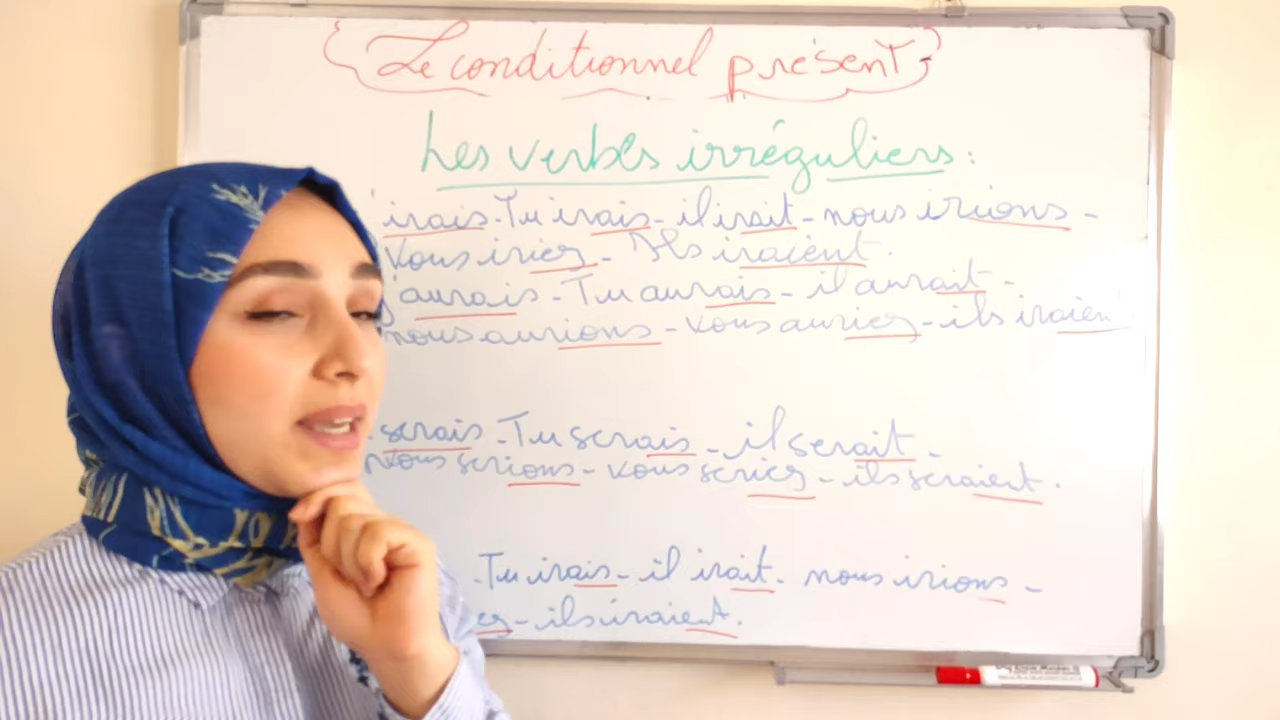 Le conditionnel présent
Les verbes irréguliers:
irais - Tu irais - il irait - nous irions -
Vous iriez - Ils iraient.
j'aurais - Tu aurais - il aurait -
nous aurions - vous auriez - ils iraient
serais - Tu serais - il serait -
Nous serions - vous seriez - ils seraient.
- Tu irais - il irait - nous irions -
ez - ils iraient.